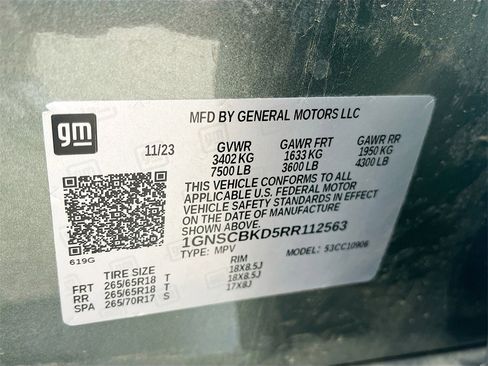 gm
MFD BY GENERAL MOTORS LLC
11/23 GVWR GAWR FRT GAWR RR
3402 KG 1633 KG 1950 KG
7500 LB 3600 LB 4300 LB
THIS VEHICLE CONFORMS TO ALL
APPLICABLE U.S. FEDERAL MOTOR
VEHICLE SAFETY STANDARDS IN EFFECT
ON THE DATE OF MANUFACTURE
SHOWN ABOVE.
1GNSCBKD5RR112563
619G TYPE: MPV MODEL: 53CC10906
TIRE SIZE RIM
FRT 265/65R18 T 18X8.5J
RR 265/65R18 T 18X8.5J
SPA 265/70R17 S 17X8J